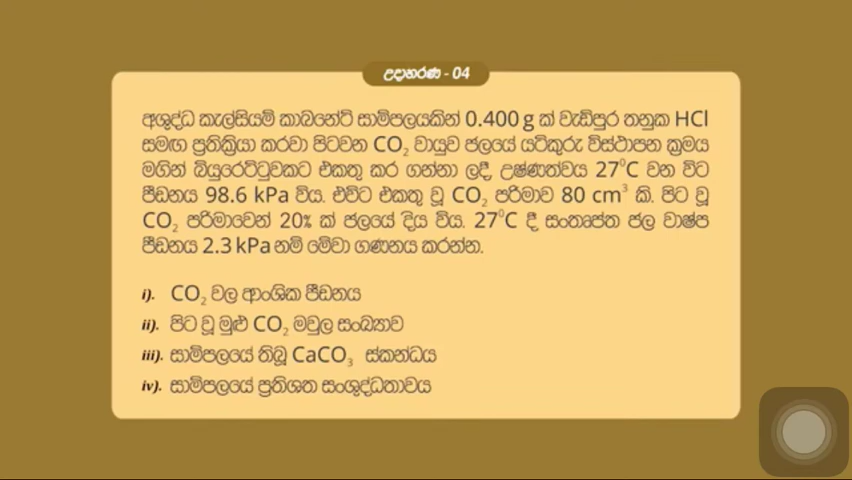 උදාහරණ - 04
අශුද්ධ කැල්සියම් කාබනේට් සාම්පලයකින් 0.400 g ක් වැඩිපුර තනුක HCl
සමඟ ප්‍රතික්‍රියා කරවා පිටවන CO₂ වායුව ජලයේ යටිකුරු විස්ථාපන ක්‍රමය
මගින් බියුරෙට්ටුවකට එකතු කර ගන්නා ලදී. උෂ්ණත්වය 27⁰C වන විට
පීඩනය 98.6 kPa විය. එවිට එකතු වූ CO₂ පරිමාව 80 cm³ කි. පිට වූ
CO₂ පරිමාවෙන් 20% ක් ජලයේ දිය විය. 27⁰C දී සංතෘප්ත ජල වාෂ්ප
පීඩනය 2.3 kPa නම් මේවා ගණනය කරන්න.
i). CO₂ වල ආංශික පීඩනය
ii). පිට වූ මුළු CO₂ මවුල සංඛ්‍යාව
iii). සාම්පලයේ තිබූ CaCO₃ ස්කන්ධය
iv). සාම්පලයේ ප්‍රතිශත සංශුද්ධතාවය